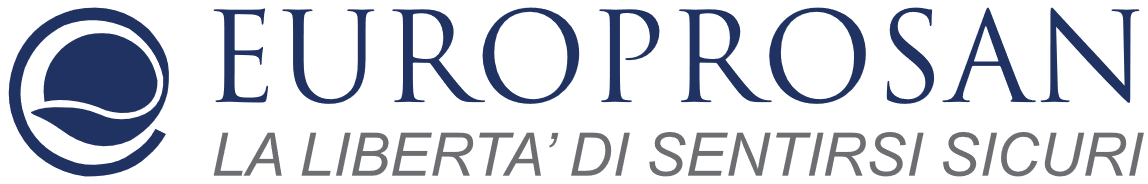 EUROPROSAN
LA LIBERTA’ DI SENTIRSI SICURI